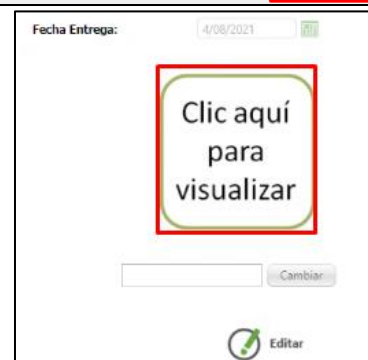 Fecha Entrega: 4/08/2021
Clic aquí
para
visualizar
Cambiar
Editar